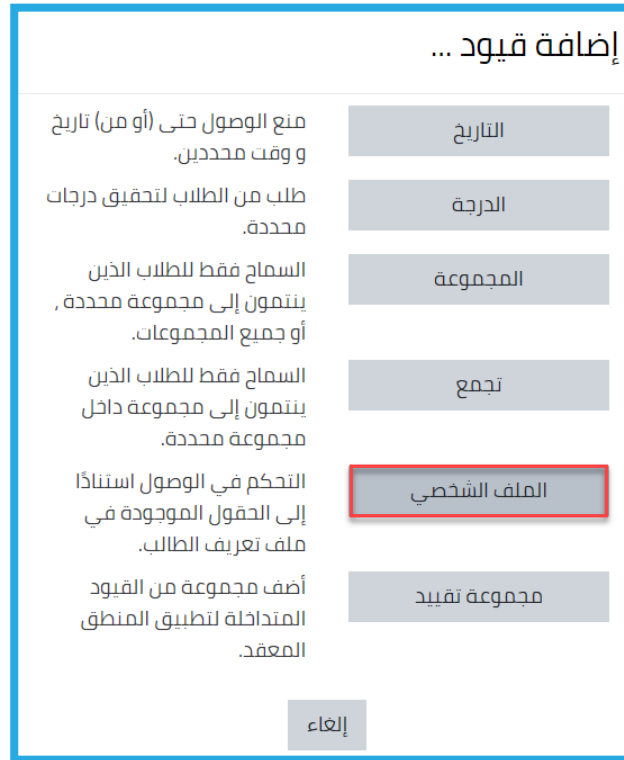 إضافة قيود ...
التاريخ
منع الوصول حتى (أو من) تاريخ
و وقت محددين.
الدرجة
طلب من الطلاب لتحقيق درجات
محددة.
المجموعة
السماح فقط للطلاب الذين
ينتمون إلى مجموعة محددة ,
أو جميع المجموعات.
تجمع
السماح فقط للطلاب الذين
ينتمون إلى مجموعة داخل
مجموعة محددة.
الملف الشخصي
التحكم في الوصول استنادًا
إلى الحقول الموجودة في
ملف تعريف الطالب.
مجموعة تقييد
أضف مجموعة من القيود
المتداخلة لتطبيق المنطق
المعقد.
إلغاء